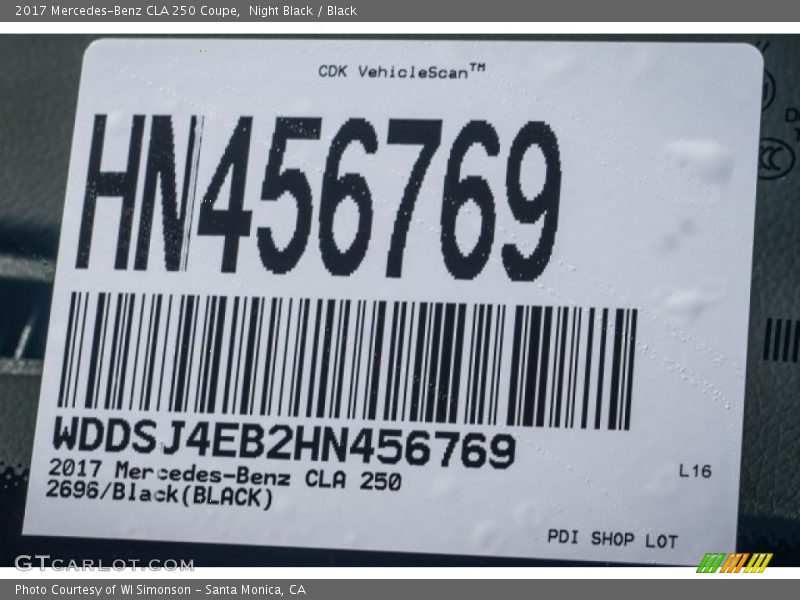 2017 Mercedes-Benz CLA 250 Coupe, Night Black / Black
CDK VehicleScan™
HN456769
WDDSJ4EB2HN456769
2017 Mercedes-Benz CLA 250
2696/Black(BLACK)
L16
PDI SHOP LOT
GTCARLOT.COM
Photo Courtesy of WI Simonson – Santa Monica, CA